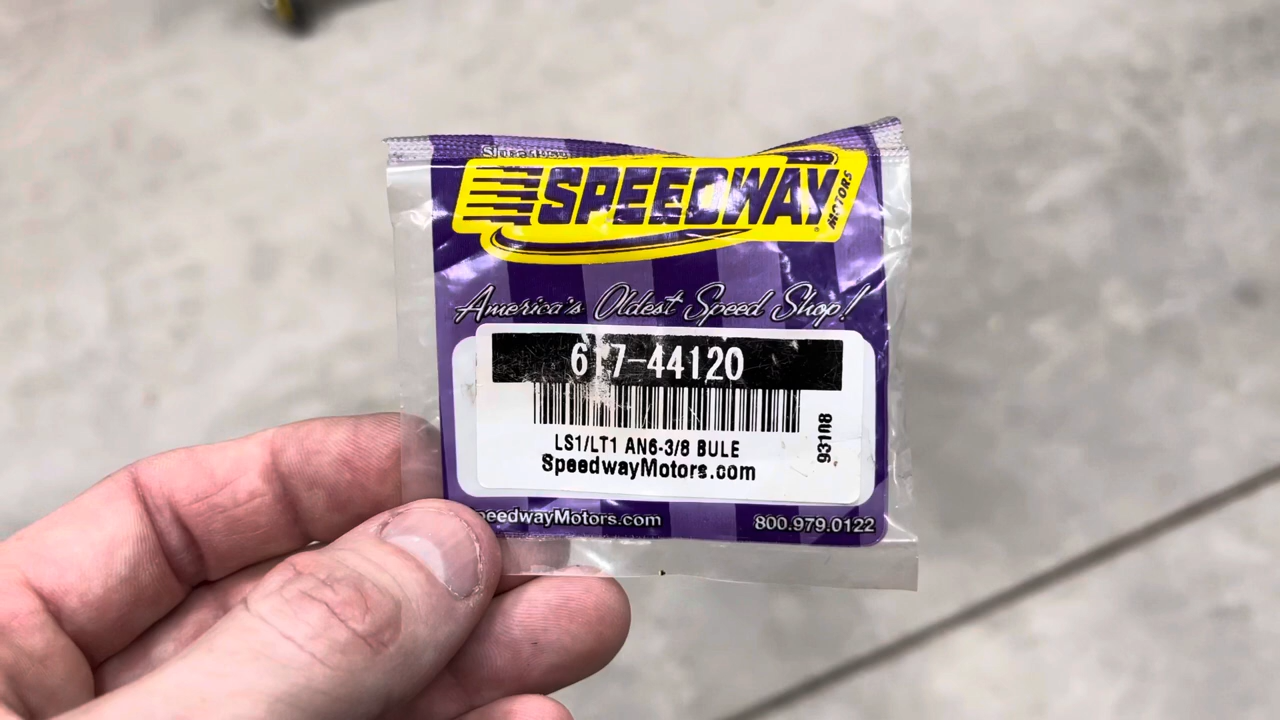 SPEEDWAY
MOTORS
America's Oldest Speed Shop!
617-44120
LS1/LT1 AN6-3/8 BULE
SpeedwayMotors.com
93108
peedwayMotors.com
800.979.0122